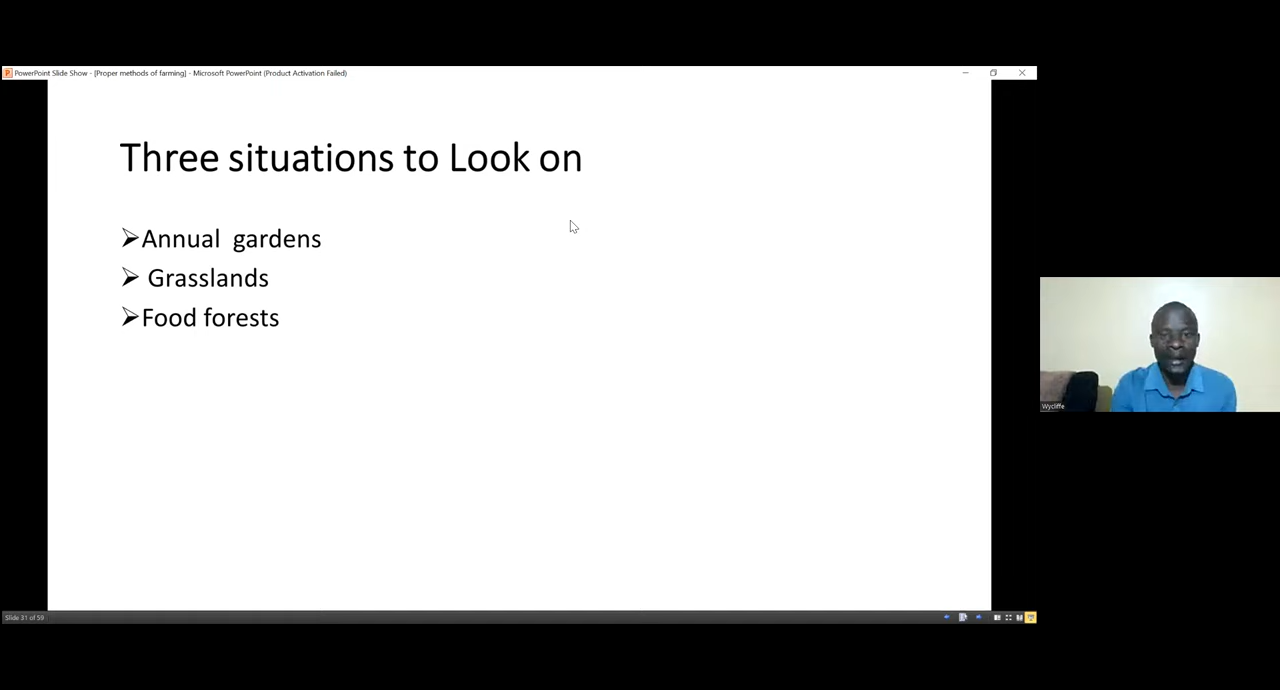 PowerPoint Slide Show - [Proper methods of farming] - Microsoft PowerPoint (Product Activation Failed)
Three situations to Look on
Annual gardens
Grasslands
Food forests
Wycliffe
Slide 31 of 59